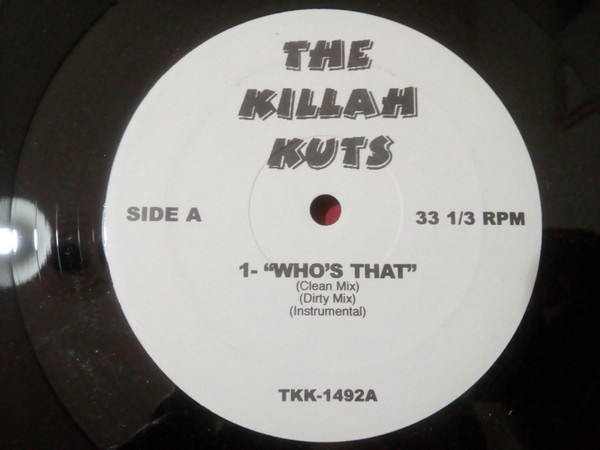 THE
KILLAH
KUTS
SIDE A
33 1/3 RPM
1- “WHO'S THAT”
(Clean Mix)
(Dirty Mix)
(Instrumental)
TKK-1492A